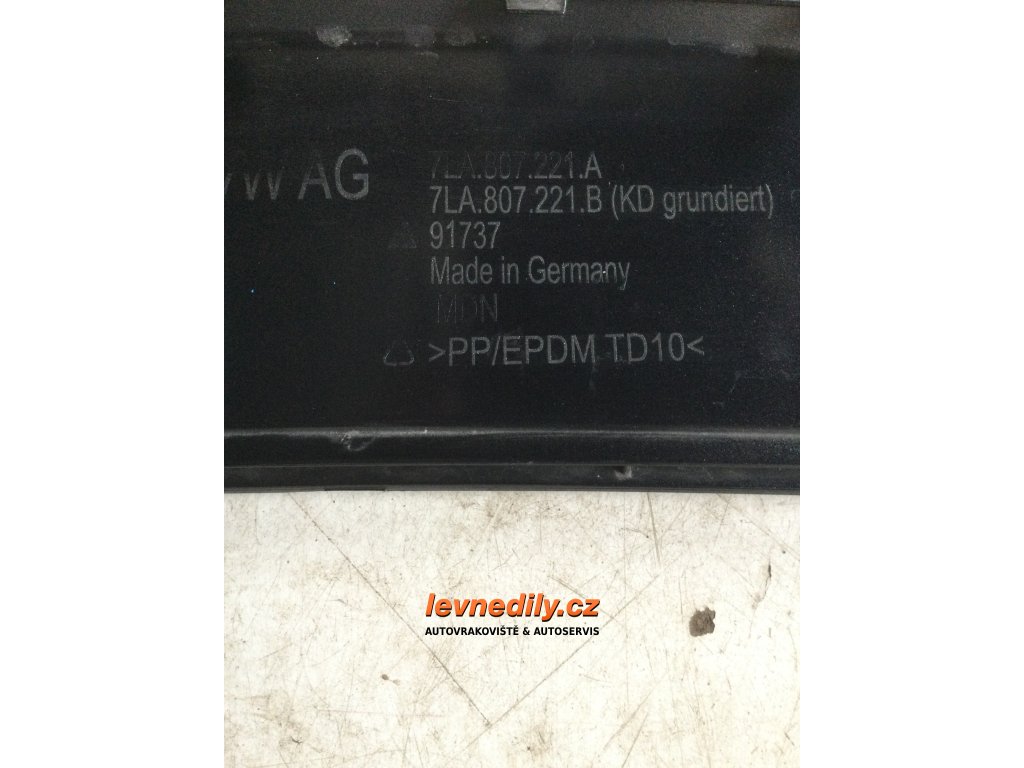 VW AG
7LA.807.221.A
7LA.807.221.B (KD grundiert)
91737
Made in Germany
MDN
>PP/EPDM TD10<
levnedily.cz
AUTOVRAKOVIŠTĚ & AUTOSERVIS